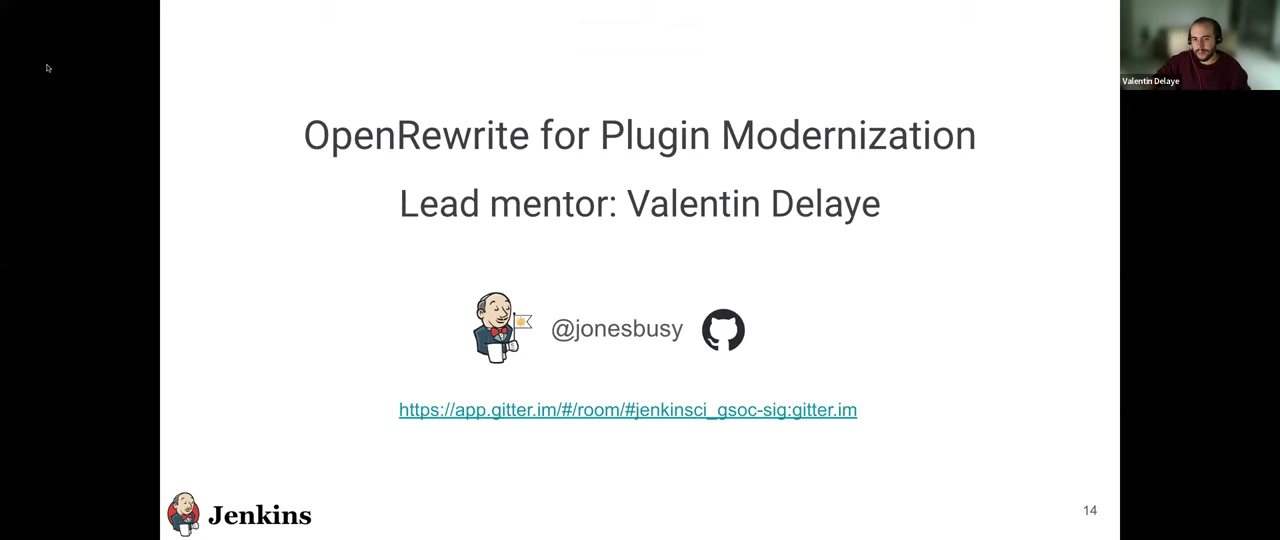 Valentin Delaye
OpenRewrite for Plugin Modernization
Lead mentor: Valentin Delaye
@jonesbusy
https://app.gitter.im/#/room/#jenkinsci_gsoc-sig:gitter.im
Jenkins
14